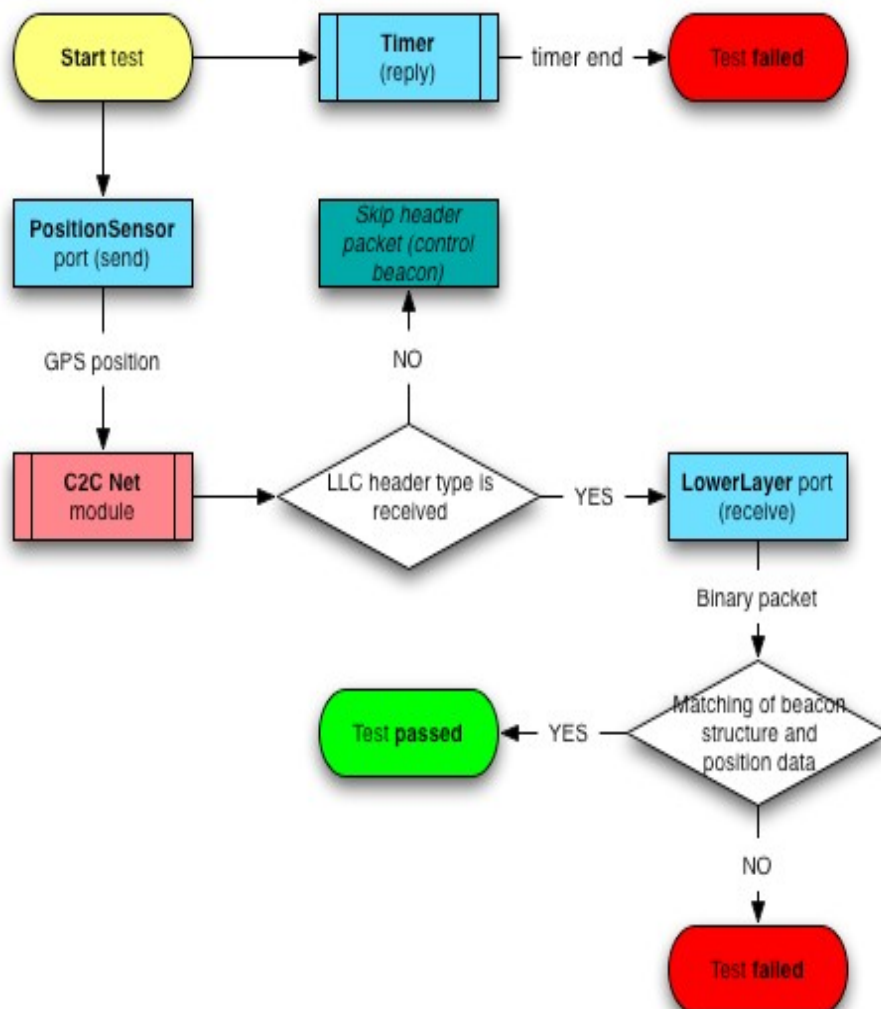 Start test
Timer
(reply)
timer end
Test failed
PositionSensor
port (send)
Skip header
packet (control
beacon)
GPS position
NO
C2C Net
module
LLC header type is
received
YES
LowerLayer port
(receive)
Binary packet
Matching of beacon
structure and
position data
YES
Test passed
NO
Test failed